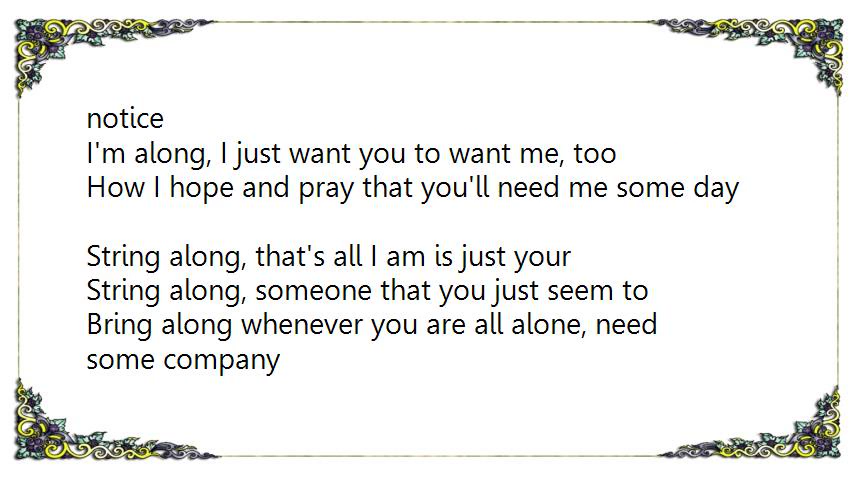 notice
I'm along, I just want you to want me, too
How I hope and pray that you'll need me some day
String along, that's all I am is just your
String along, someone that you just seem to
Bring along whenever you are all alone, need
some company